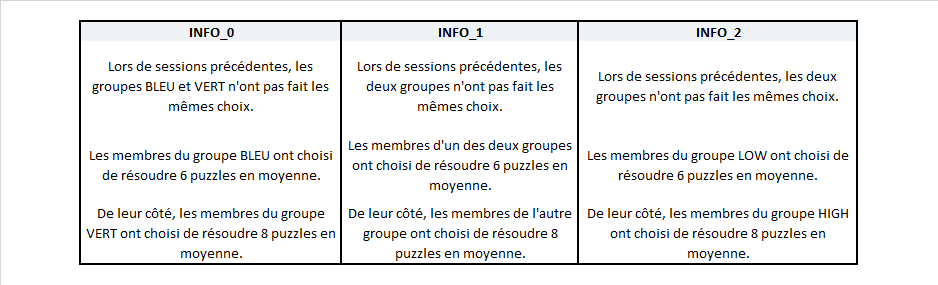 INFO_0
Lors de sessions précédentes, les
groupes BLEU et VERT n'ont pas fait les
mêmes choix.
Les membres du groupe BLEU ont choisi
de résoudre 6 puzzles en moyenne.
De leur côté, les membres du groupe
VERT ont choisi de résoudre 8 puzzles en
moyenne.
INFO_1
Lors de sessions précédentes, les
deux groupes n'ont pas fait les
mêmes choix.
Les membres d'un des deux groupes
ont choisi de résoudre 6 puzzles en
moyenne.
De leur côté, les membres de l'autre
groupe ont choisi de résoudre 8
puzzles en moyenne.
INFO_2
Lors de sessions précédentes, les deux
groupes n'ont pas fait les mêmes choix.
Les membres du groupe LOW ont choisi de
résoudre 6 puzzles en moyenne.
De leur côté, les membres du groupe HIGH
ont choisi de résoudre 8 puzzles en
moyenne.